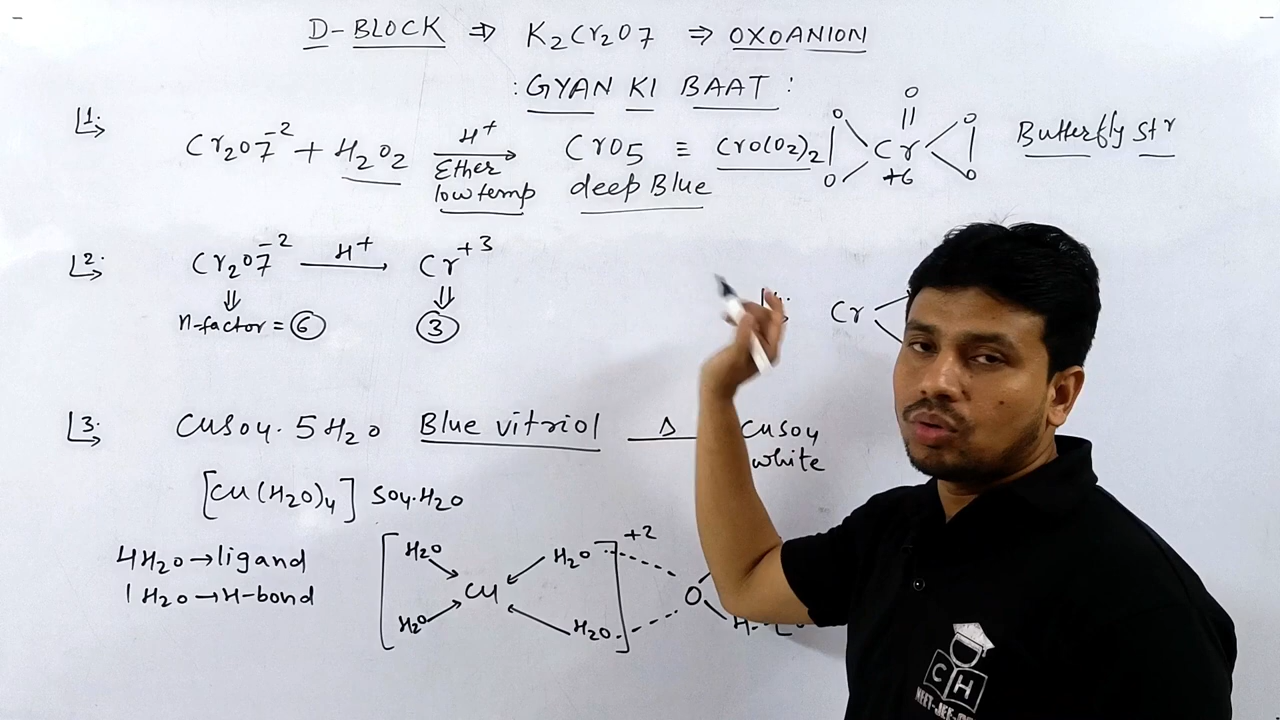 D-BLOCK ⇒ K2Cr2O7 ⇒ OXOANION
: GYAN KI BAAT :
1. Cr2O7^-2 + H2O2 —H+→ CrO5 ≡ CrO(O2)2
Ether
low temp deep Blue
O
||
O O
Cr
+6
O O
Butterfly Str
2. Cr2O7^-2 —H+→ Cr^+3
⇓ ⇓
n-factor = 6 3
Cr
3. CuSO4. 5H2O Blue vitriol —Δ— CuSO4
white
[Cu(H2O)4] SO4.H2O
4H2O → ligand
1 H2O → H-bond
[ H2O H2O ]+2
Cu O
H2O H2O H
C H